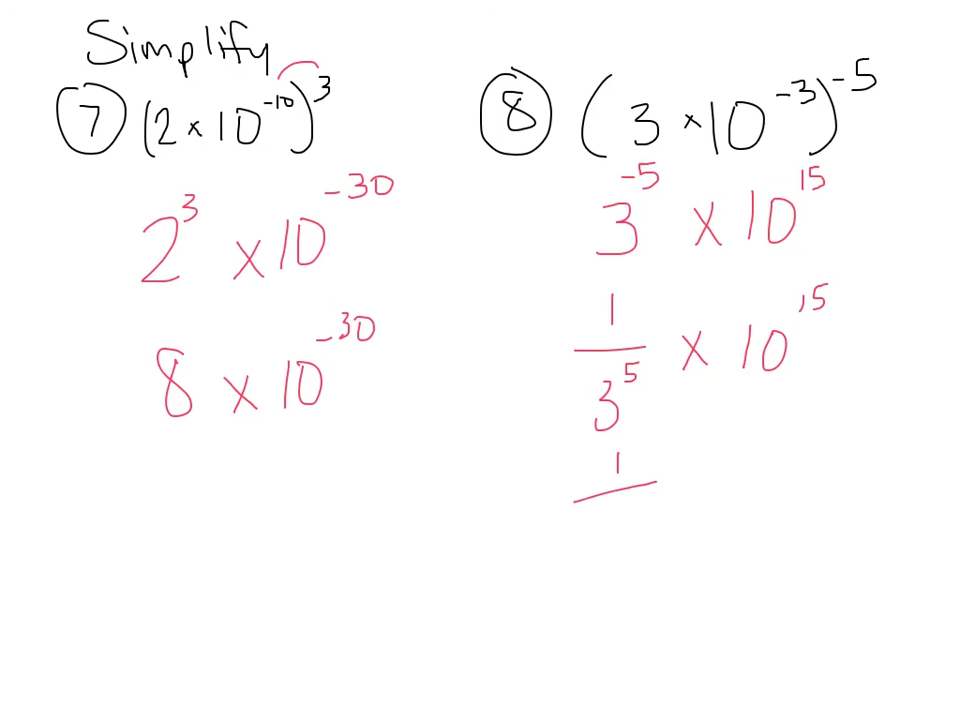 Simplify
7 (2 × 10^-10)^3
2^3 × 10^-30
8 × 10^-30
8 (3 × 10^-3)^-5
3^-5 × 10^15
1/3^5 × 10^15
1